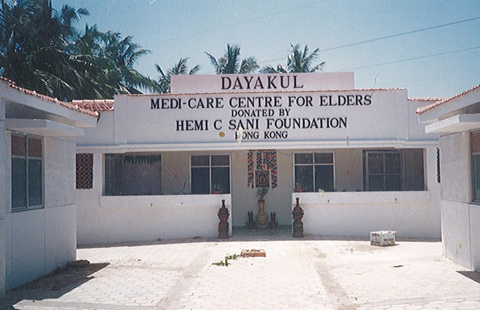 DAYAKUL
MEDI-CARE CENTRE FOR ELDERS
DONATED BY
HEMI C SANI FOUNDATION
HONG KONG